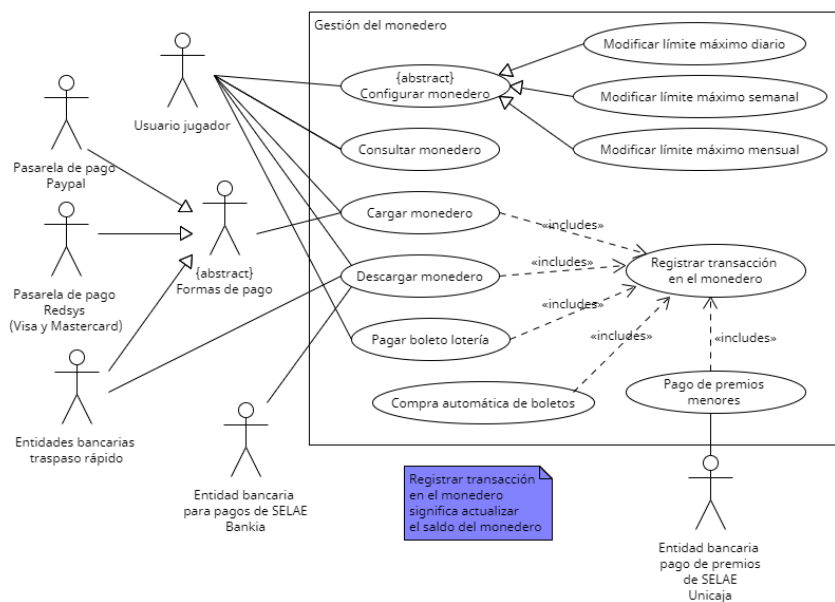 Gestión del monedero
Modificar límite máximo diario
{abstract}
Configurar monedero
Modificar límite máximo semanal
Usuario jugador
Consultar monedero
Modificar límite máximo mensual
Pasarela de pago
Paypal
Cargar monedero
«includes»
{abstract}
Formas de pago
Descargar monedero
«includes»
Registrar transacción
en el monedero
Pasarela de pago
Redsys
(Visa y Mastercard)
«includes»
Pagar boleto lotería
«includes»
«includes»
Compra automática de boletos
Pago de premios
menores
Entidades bancarias
traspaso rápido
Entidad bancaria
para pagos de SELAE
Bankia
Registrar transacción
en el monedero
significa actualizar
el saldo del monedero
Entidad bancaria
pago de premios
de SELAE
Unicaja